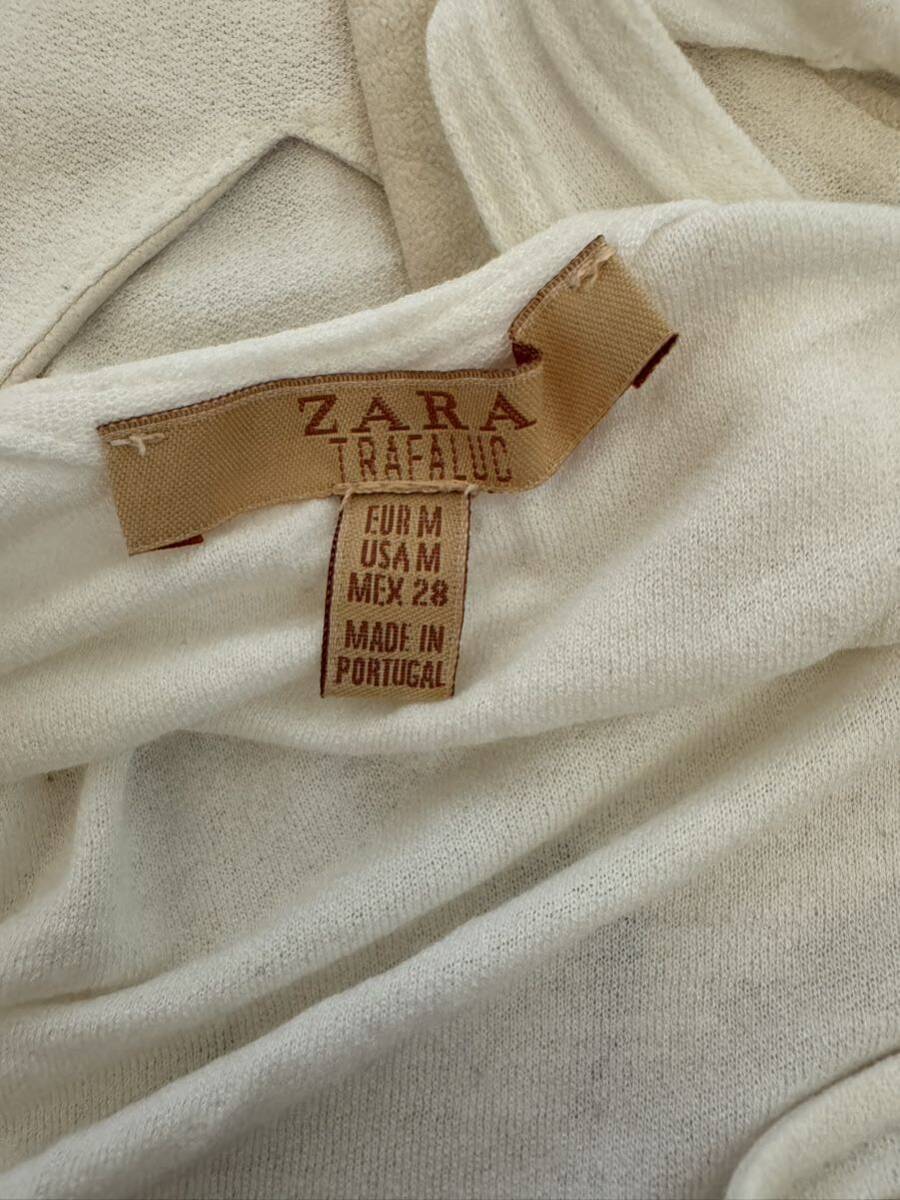 ZARA
TRAFALUC
EUR M
USA M
MEX 28
MADE IN
PORTUGAL